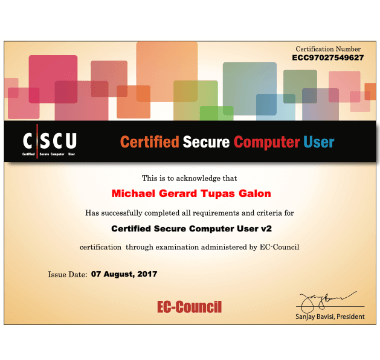 Certification Number
ECC97027549627
C|SCU
Certified Secure Computer User
Certified Secure Computer User
This is to acknowledge that
Michael Gerard Tupas Galon
Has successfully completed all requirements and criteria for
Certified Secure Computer User v2
certification through examination administered by EC-Council
Issue Date: 07 August, 2017
EC-Council
Sanjay Bavisi, President